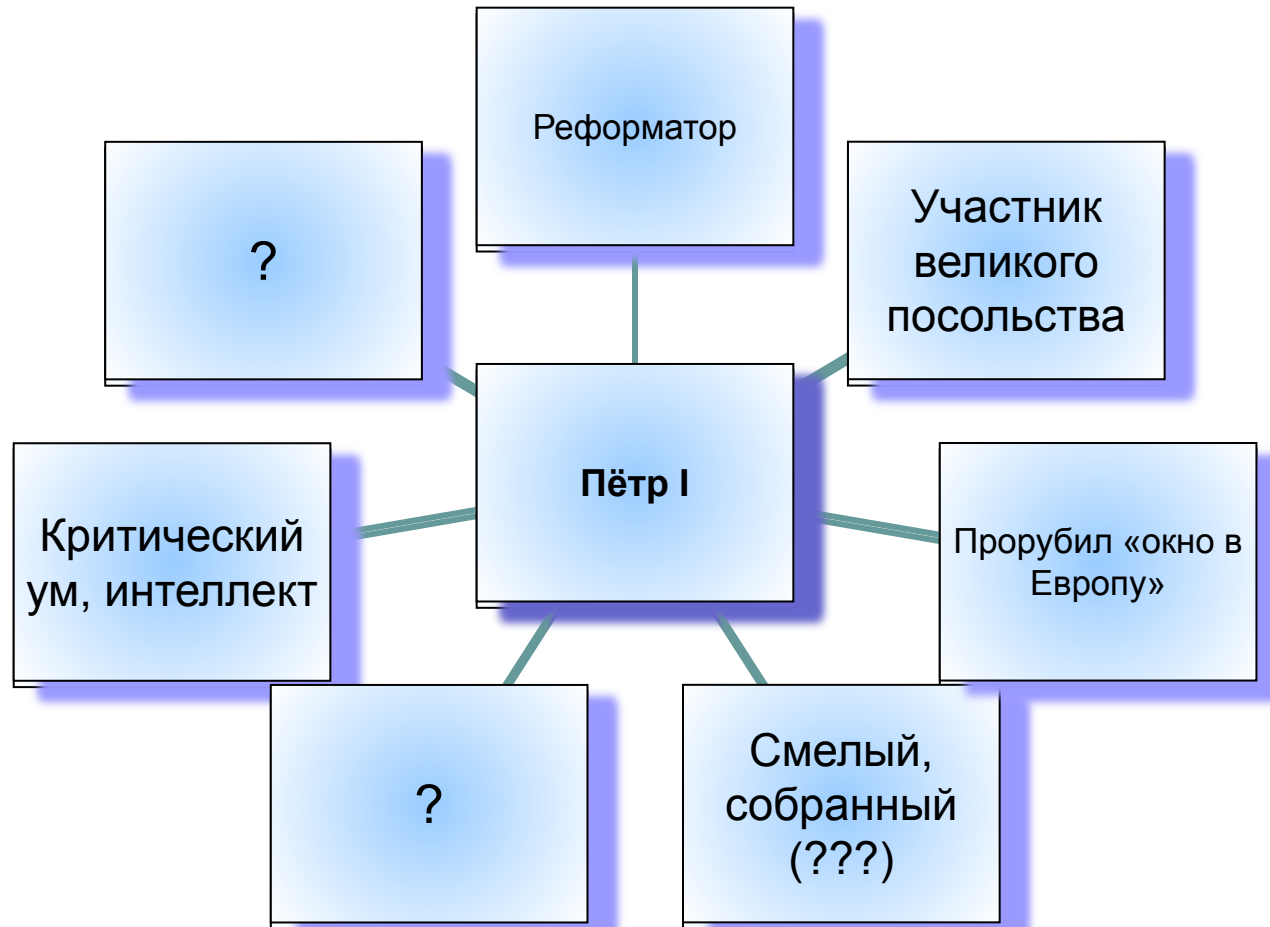 Реформатор
Участник
великого
посольства
?
Пётр I
Критический
ум, интеллект
Прорубил «окно в
Европу»
?
Смелый,
собранный
(???)